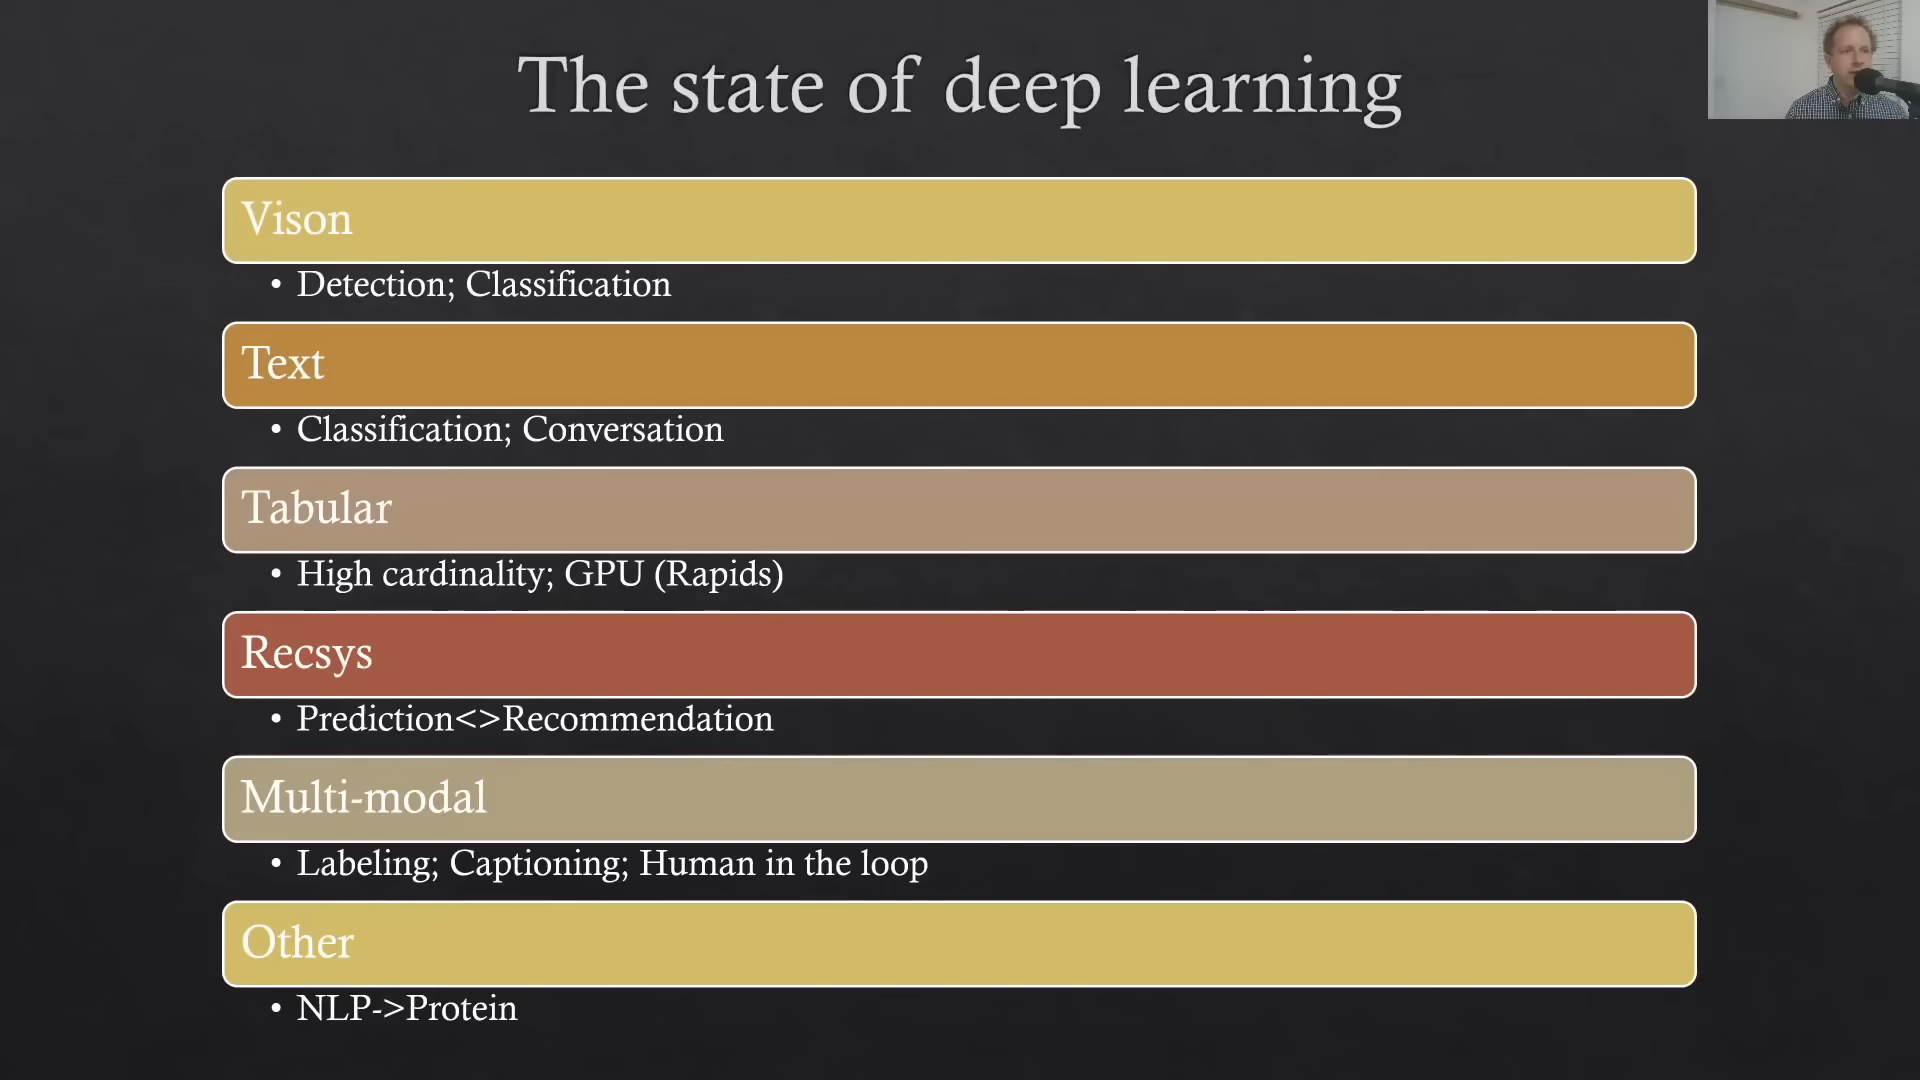 The state of deep learning
Vison
• Detection; Classification
Text
• Classification; Conversation
Tabular
• High cardinality; GPU (Rapids)
Recsys
• Prediction<>Recommendation
Multi-modal
• Labeling; Captioning; Human in the loop
Other
• NLP->Protein